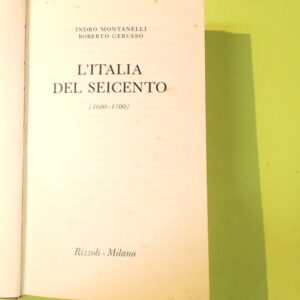 INDRO MONTANELLI
ROBERTO GERVASO
L'ITALIA
DEL SEICENTO
(1600-1700)
Rizzoli - Milano